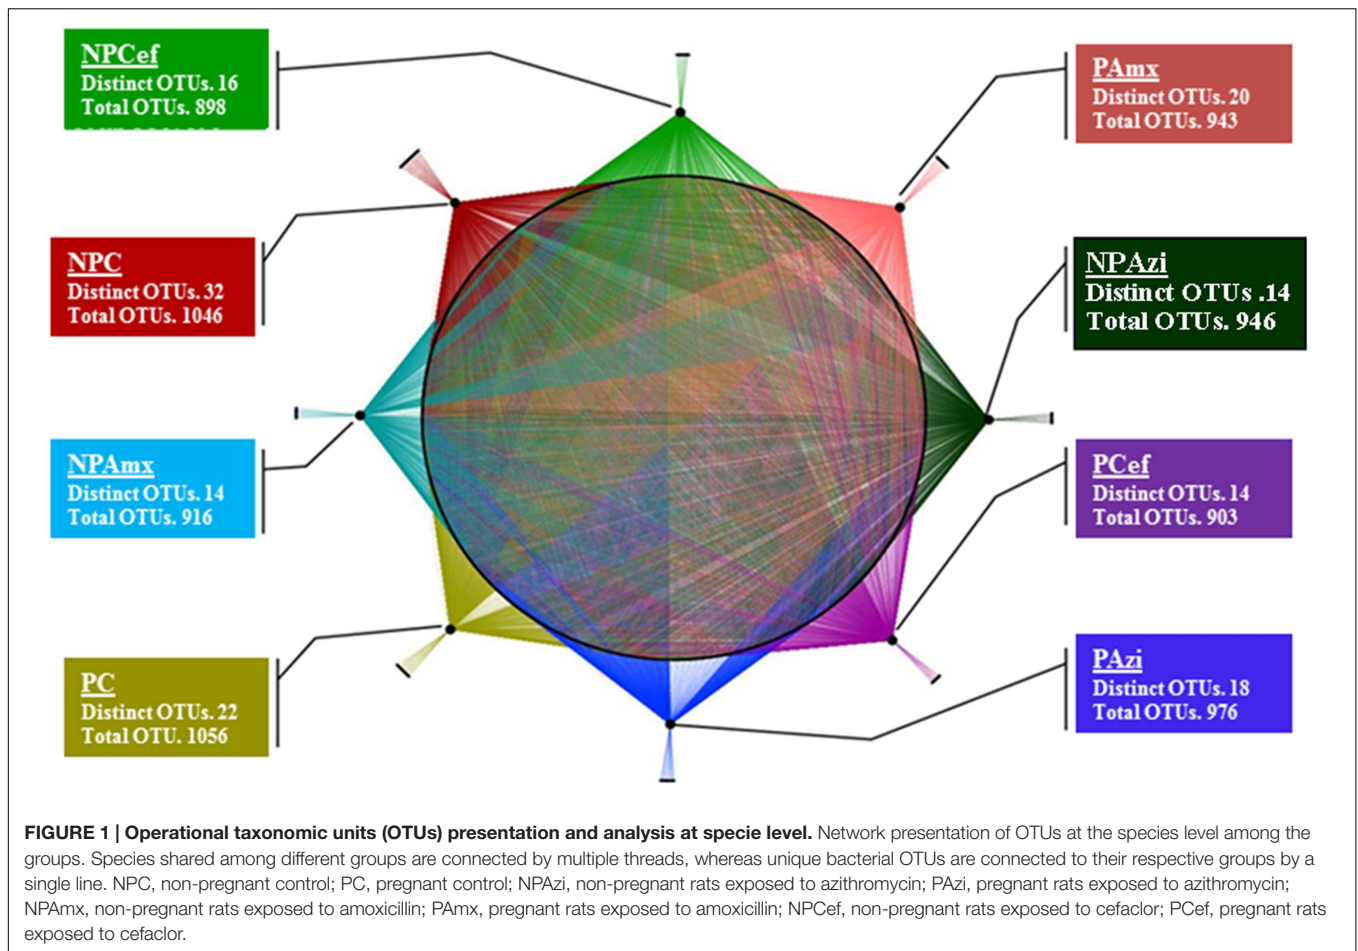 NPCef
Distinct OTUs. 16
Total OTUs. 898
PAmx
Distinct OTUs. 20
Total OTUs. 943
NPC
Distinct OTUs. 32
Total OTUs. 1046
NPAzi
Distinct OTUs .14
Total OTUs. 946
NPAmx
Distinct OTUs. 14
Total OTUs. 916
PCef
Distinct OTUs. 14
Total OTUs. 903
PC
Distinct OTUs. 22
Total OTU. 1056
PAzi
Distinct OTUs. 18
Total OTUs. 976
FIGURE 1 | Operational taxonomic units (OTUs) presentation and analysis at specie level. Network presentation of OTUs at the species level among the
groups. Species shared among different groups are connected by multiple threads, whereas unique bacterial OTUs are connected to their respective groups by a
single line. NPC, non-pregnant control; PC, pregnant control; NPAzi, non-pregnant rats exposed to azithromycin; PAzi, pregnant rats exposed to azithromycin;
NPAmx, non-pregnant rats exposed to amoxicillin; PAmx, pregnant rats exposed to amoxicillin; NPCef, non-pregnant rats exposed to cefaclor; PCef, pregnant rats
exposed to cefaclor.